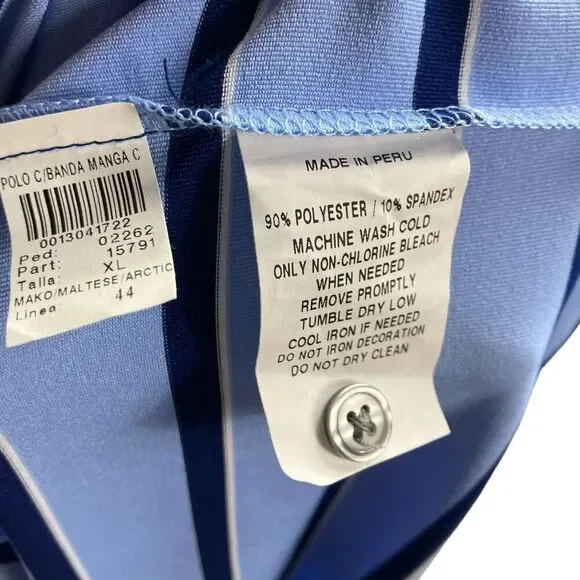 POLO C/BANDA MANGA C
0013041722
Ped: 02262
Part: 15791
Talla: XL
MAKO/MALTESE/ARCTIC
Linea: 44
MADE IN PERU
90% POLYESTER / 10% SPANDEX
MACHINE WASH COLD
ONLY NON-CHLORINE BLEACH
WHEN NEEDED
REMOVE PROMPTLY
TUMBLE DRY LOW
COOL IRON IF NEEDED
DO NOT IRON DECORATION
DO NOT DRY CLEAN